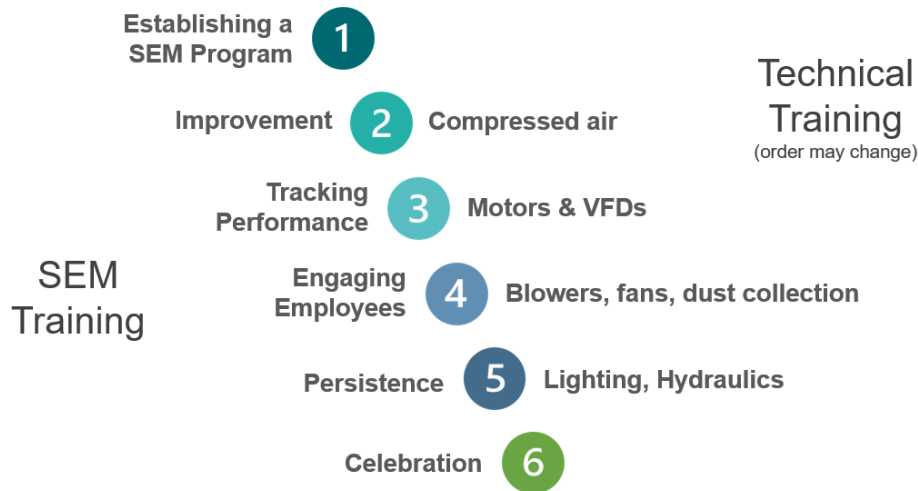 Establishing a
SEM Program
1
Technical
Training
(order may change)
Improvement
2
Compressed air
Tracking
Performance
3
Motors & VFDs
SEM
Training
Engaging
Employees
4
Blowers, fans, dust collection
Persistence
5
Lighting, Hydraulics
Celebration
6